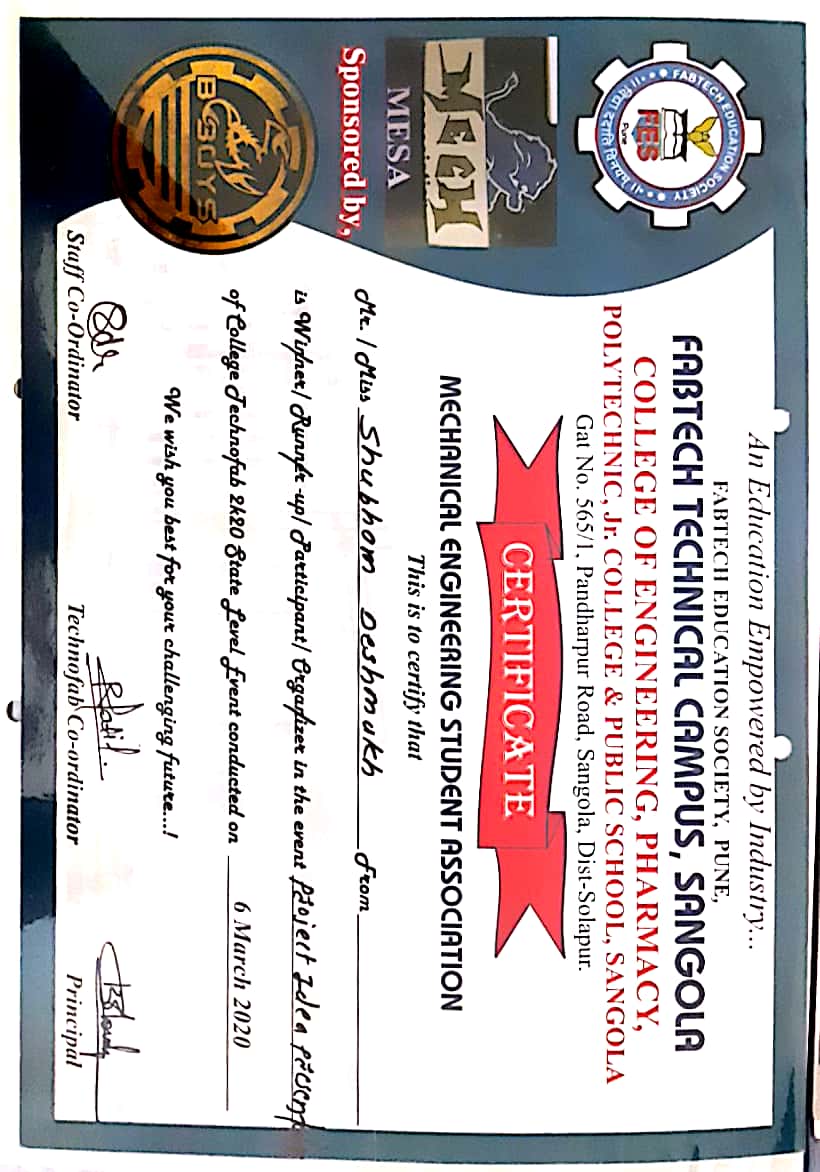 An Education Empowered by Industry...
FABTECH EDUCATION SOCIETY, PUNE,
FABTECH TECHNICAL CAMPUS, SANGOLA
COLLEGE OF ENGINEERING, PHARMACY,
POLYTECHNIC, Jr. COLLEGE & PUBLIC SCHOOL, SANGOLA
Gat No. 565/1, Pandharpur Road, Sangola, Dist-Solapur.
FABTECH EDUCATION SOCIETY
FES
Pune
।। विद्या ददाति विनयम् ।।
CERTIFICATE
MECH
MESA
MECHANICAL ENGINEERING STUDENT ASSOCIATION
This is to certify that
Mr. / Miss Shubham Deshmukh From
Sponsored by,
is Winner/ Runner-up/ Participant/ Organizer in the event Project Idea
B BOYS
of College Technofab 2k20 State Level Event conducted on 6 March 2020
We wish you best for your challenging future...!
Staff Co-Ordinator Technofab Co-ordinator Principal